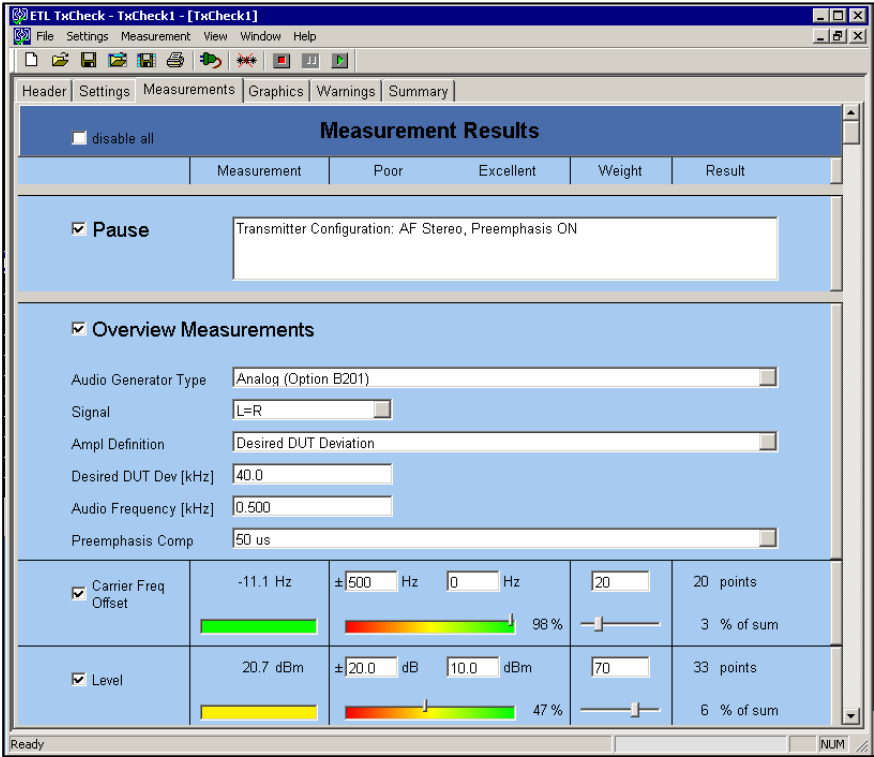 ETL TxCheck - TxCheck1 - [TxCheck1]
File Settings Measurement View Window Help
Header Settings Measurements Graphics Warnings Summary
disable all Measurement Results
Measurement Poor Excellent Weight Result
Pause
Transmitter Configuration: AF Stereo, Preemphasis ON
Overview Measurements
Audio Generator Type Analog (Option B201)
Signal L=R
Ampl Definition Desired DUT Deviation
Desired DUT Dev [kHz] 40.0
Audio Frequency [kHz] 0.500
Preemphasis Comp 50 us
Carrier Freq Offset -11.1 Hz ±500 Hz 0 Hz 20 20 points
98 % 3 % of sum
Level 20.7 dBm ±20.0 dB 10.0 dBm 70 33 points
47 % 6 % of sum
Ready NUM